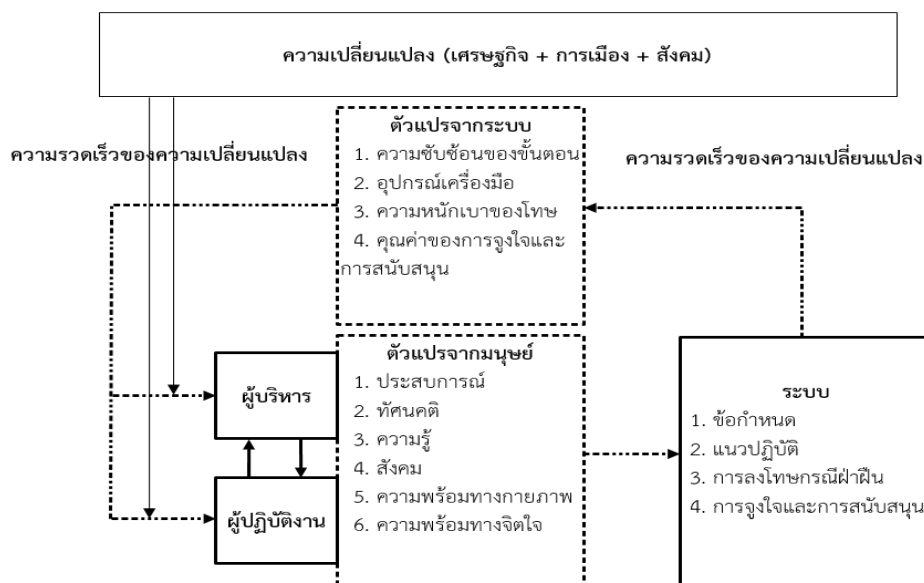 ความเปลี่ยนแปลง (เศรษฐกิจ + การเมือง + สังคม)
ความรวดเร็วของความเปลี่ยนแปลง
ตัวแปรจากระบบ
1. ความซับซ้อนของขั้นตอน
2. อุปกรณ์เครื่องมือ
3. ความหนักเบาของโทษ
4. คุณค่าของการจูงใจและ
การสนับสนุน
ความรวดเร็วของความเปลี่ยนแปลง
ผู้บริหาร
ผู้ปฏิบัติงาน
ตัวแปรจากมนุษย์
1. ประสบการณ์
2. ทัศนคติ
3. ความรู้
4. สังคม
5. ความพร้อมทางกายภาพ
6. ความพร้อมทางจิตใจ
ระบบ
1. ข้อกำหนด
2. แนวปฏิบัติ
3. การลงโทษกรณีฝ่าฝืน
4. การจูงใจและการสนับสนุน